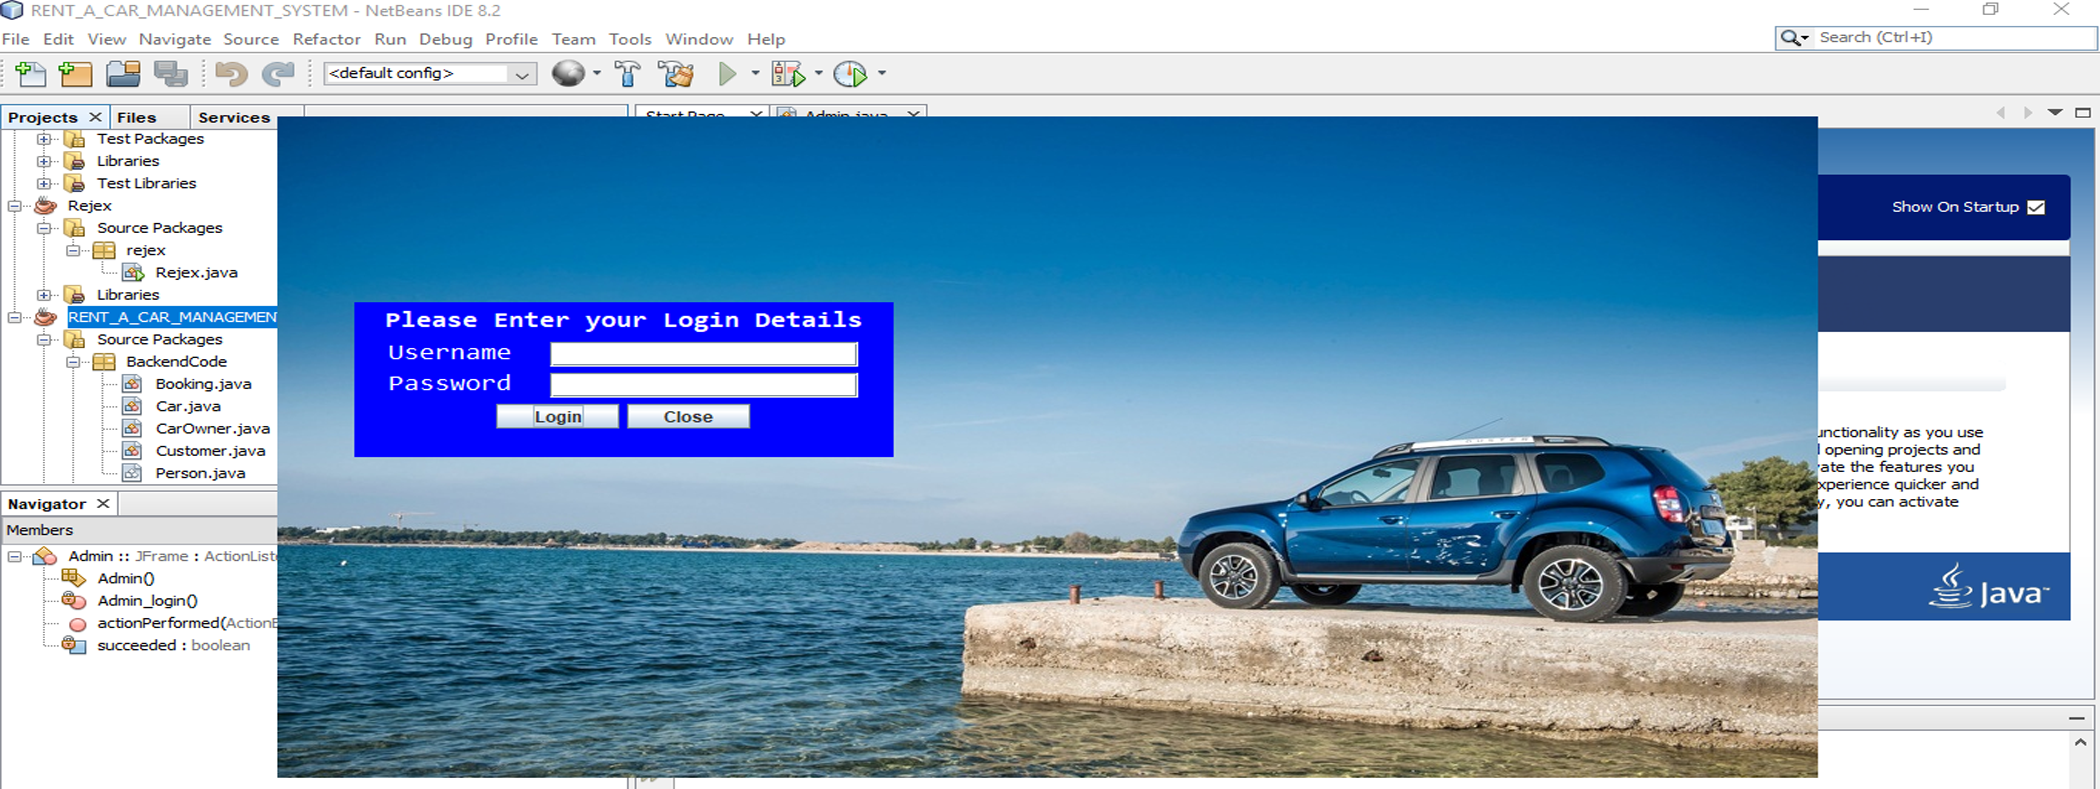 RENT_A_CAR_MANAGEMENT_SYSTEM - NetBeans IDE 8.2
File Edit View Navigate Source Refactor Run Debug Profile Team Tools Window Help
Search (Ctrl+I)
<default config>
Projects Files Services
Start Page Admin.java
Test Packages
Libraries
Test Libraries
Rejex
Source Packages
rejex
Rejex.java
Libraries
RENT_A_CAR_MANAGEMENT
Source Packages
BackendCode
Booking.java
Car.java
CarOwner.java
Customer.java
Person.java
Navigator
Members
Admin :: JFrame : ActionListe
Admin()
Admin_login()
actionPerformed(ActionE
succeeded : boolean
Please Enter your Login Details
Username
Password
Login Close
DUSTER
Show On Startup
unctionality as you use
opening projects and
ate the features you
xperience quicker and
y, you can activate
Java™